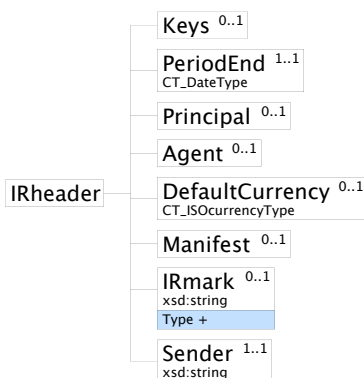 Keys 0..1
PeriodEnd 1..1
CT_DateType
Principal 0..1
Agent 0..1
IRheader
DefaultCurrency 0..1
CT_ISOcurrencyType
Manifest 0..1
IRmark 0..1
xsd:string
Type +
Sender 1..1
xsd:string